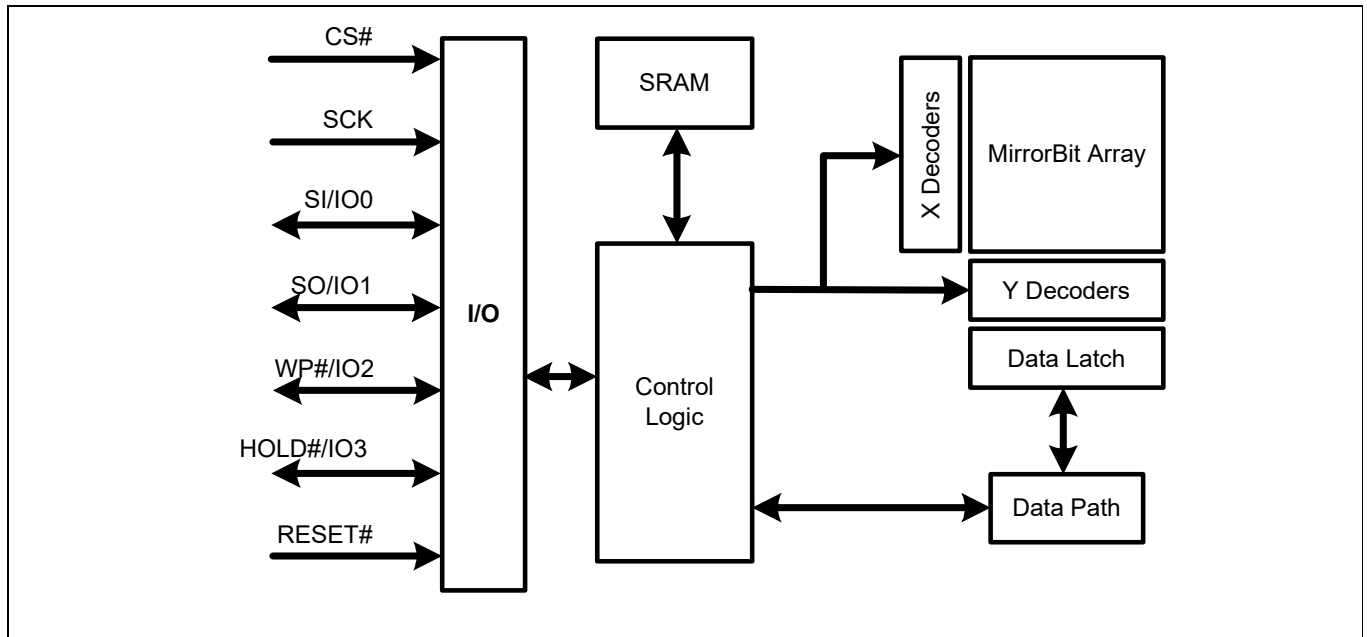 CS#
SCK
SI/IO0
SO/IO1
WP#/IO2
HOLD#/IO3
RESET#
I/O
SRAM
Control
Logic
X Decoders
MirrorBit Array
Y Decoders
Data Latch
Data Path